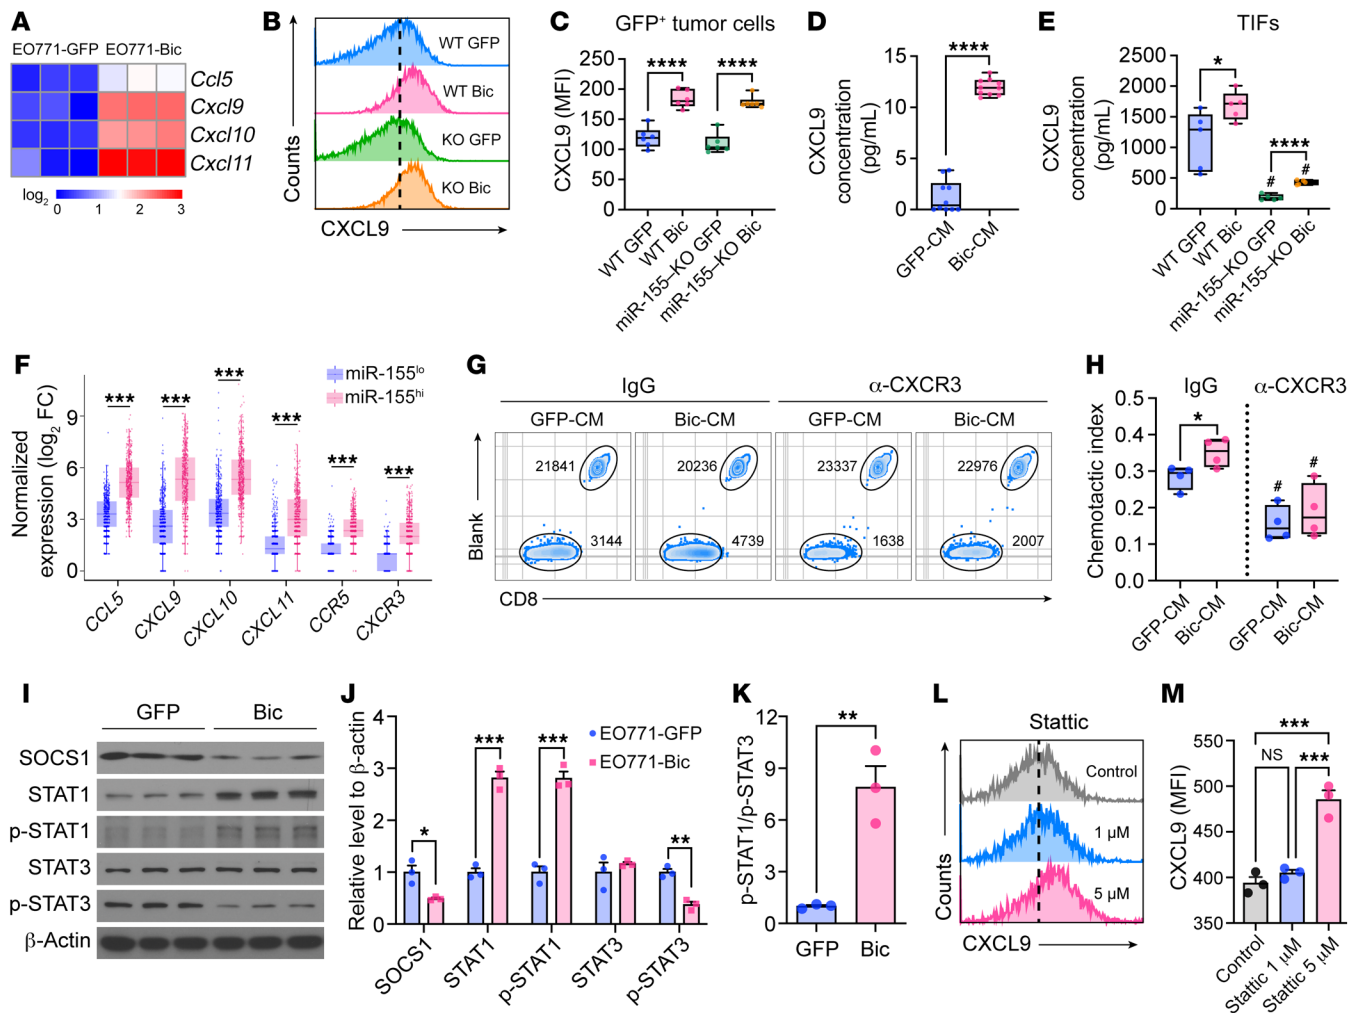 A
EO771-GFP EO771-Bic
Ccl5
Cxcl9
Cxcl10
Cxcl11
log2
0 1 2 3
B
WT GFP
WT Bic
KO GFP
KO Bic
Counts
CXCL9
C
GFP+ tumor cells
CXCL9 (MFI)
250
200
150
100
50
0
**** ****
WT GFP
WT Bic
miR-155–KO GFP
miR-155–KO Bic
D
CXCL9
concentration
(pg/mL)
15
10
5
0
****
GFP-CM
Bic-CM
E
TIFs
CXCL9
concentration
(pg/mL)
2500
2000
1500
1000
500
0
*
****
# #
WT GFP
WT Bic
miR-155–KO GFP
miR-155–KO Bic
F
Normalized
expression (log2 FC)
9
6
3
0
*** *** *** *** *** ***
miR-155lo
miR-155hi
CCL5
CXCL9
CXCL10
CXCL11
CCR5
CXCR3
G
IgG α-CXCR3
GFP-CM Bic-CM GFP-CM Bic-CM
21841 20236 23337 22976
3144 4739 1638 2007
Blank
CD8
H
IgG α-CXCR3
Chemotactic index
0.5
0.4
0.3
0.2
0.1
0.0
*
# #
GFP-CM
Bic-CM
GFP-CM
Bic-CM
I
GFP Bic
SOCS1
STAT1
p-STAT1
STAT3
p-STAT3
β-Actin
J
Relative level to β-actin
4
3
2
1
0
* *** *** **
EO771-GFP
EO771-Bic
SOCS1
STAT1
p-STAT1
STAT3
p-STAT3
K
p-STAT1/p-STAT3
12
9
6
3
0
**
GFP Bic
L
Stattic
Control
1 μM
5 μM
Counts
CXCL9
M
CXCL9 (MFI)
550
500
450
400
350
***
NS ***
Control
Stattic 1 μM
Stattic 5 μM